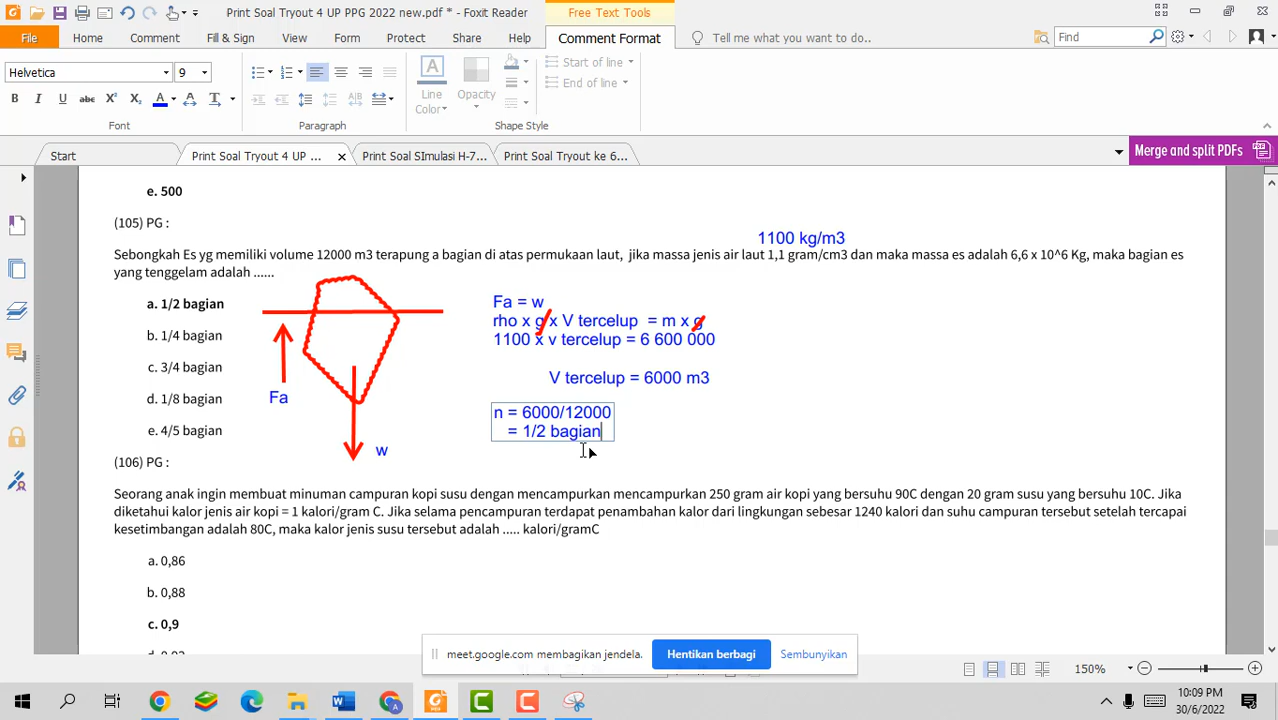 Print Soal Tryout 4 UP PPG 2022 new.pdf * - Foxit Reader
Free Text Tools
File Home Comment Fill & Sign View Form Protect Share Help Comment Format Tell me what you want to do.. Find
Helvetica 9
Line Color Opacity
Start of line
End of line
Font Paragraph Shape Style
Start Print Soal Tryout 4 UP ... Print Soal SImulasi H-7... Print Soal Tryout ke 6... Merge and split PDFs
e. 500
(105) PG :
1100 kg/m3
Sebongkah Es yg memiliki volume 12000 m3 terapung a bagian di atas permukaan laut, jika massa jenis air laut 1,1 gram/cm3 dan maka massa es adalah 6,6 x 10^6 Kg, maka bagian es
yang tenggelam adalah ......
a. 1/2 bagian
b. 1/4 bagian
c. 3/4 bagian
d. 1/8 bagian
e. 4/5 bagian
Fa
w
Fa = w
rho x g x V tercelup = m x g
1100 x v tercelup = 6 600 000
V tercelup = 6000 m3
n = 6000/12000
= 1/2 bagian
(106) PG :
Seorang anak ingin membuat minuman campuran kopi susu dengan mencampurkan mencampurkan 250 gram air kopi yang bersuhu 90C dengan 20 gram susu yang bersuhu 10C. Jika
diketahui kalor jenis air kopi = 1 kalori/gram C. Jika selama pencampuran terdapat penambahan kalor dari lingkungan sebesar 1240 kalori dan suhu campuran tersebut setelah tercapai
kesetimbangan adalah 80C, maka kalor jenis susu tersebut adalah ..... kalori/gramC
a. 0,86
b. 0,88
c. 0,9
meet.google.com membagikan jendela. Hentikan berbagi Sembunyikan
150%
10:09 PM
30/6/2022